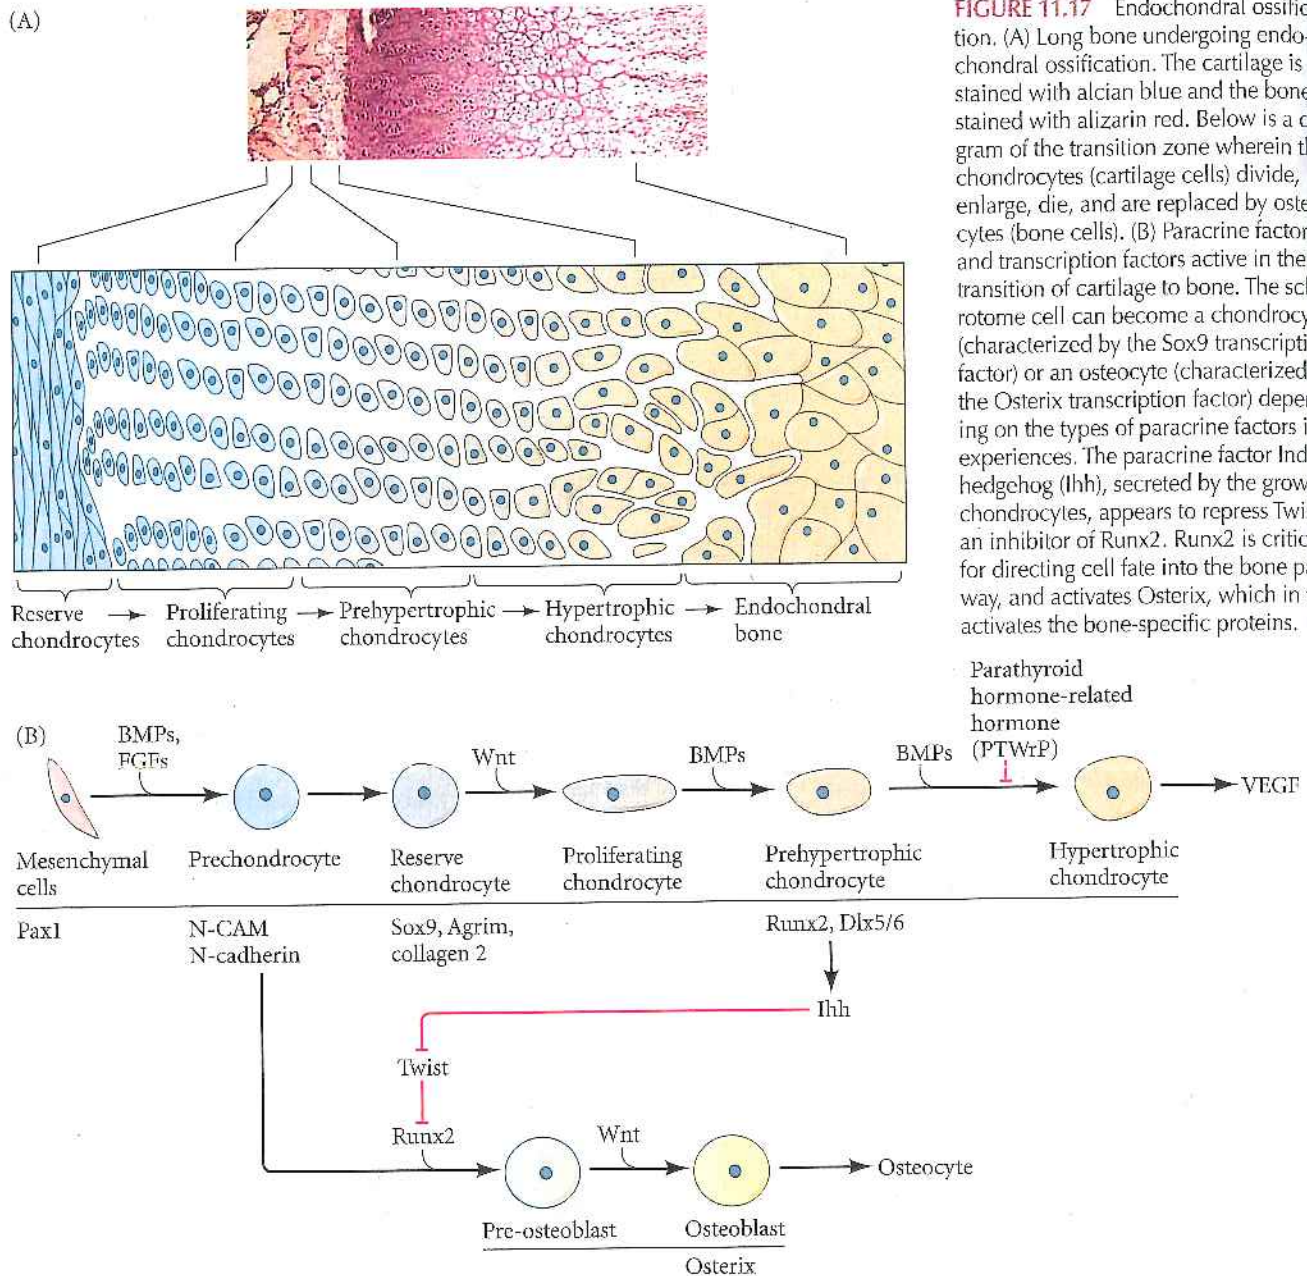 (A)
FIGURE 11.17 Endochondral ossific
tion. (A) Long bone undergoing endo-
chondral ossification. The cartilage is
stained with alcian blue and the bone
stained with alizarin red. Below is a
gram of the transition zone wherein
chondrocytes (cartilage cells) divide,
enlarge, die, and are replaced by oste
cytes (bone cells). (B) Paracrine factor
and transcription factors active in the
transition of cartilage to bone. The scl
rotome cell can become a chondrocy
(characterized by the Sox9 transcripti
factor) or an osteocyte (characterized
the Osterix transcription factor) depen
ing on the types of paracrine factors i
experiences. The paracrine factor Ind
hedgehog (Ihh), secreted by the grow
chondrocytes, appears to repress Twi
an inhibitor of Runx2. Runx2 is critic
for directing cell fate into the bone pa
way, and activates Osterix, which in
activates the bone-specific proteins.
Reserve
chondrocytes
Proliferating
chondrocytes
Prehypertrophic
chondrocytes
Hypertrophic
chondrocytes
Endochondral
bone
(B)
BMPs,
FGFs
Wnt
BMPs
BMPs
Parathyroid
hormone-related
hormone
(PTWrP)
VEGF
Mesenchymal
cells
Prechondrocyte
Reserve
chondrocyte
Proliferating
chondrocyte
Prehypertrophic
chondrocyte
Hypertrophic
chondrocyte
Pax1
N-CAM
N-cadherin
Sox9, Agrim,
collagen 2
Runx2, Dlx5/6
Ihh
Twist
Runx2
Wnt
Osteocyte
Pre-osteoblast
Osteoblast
Osterix